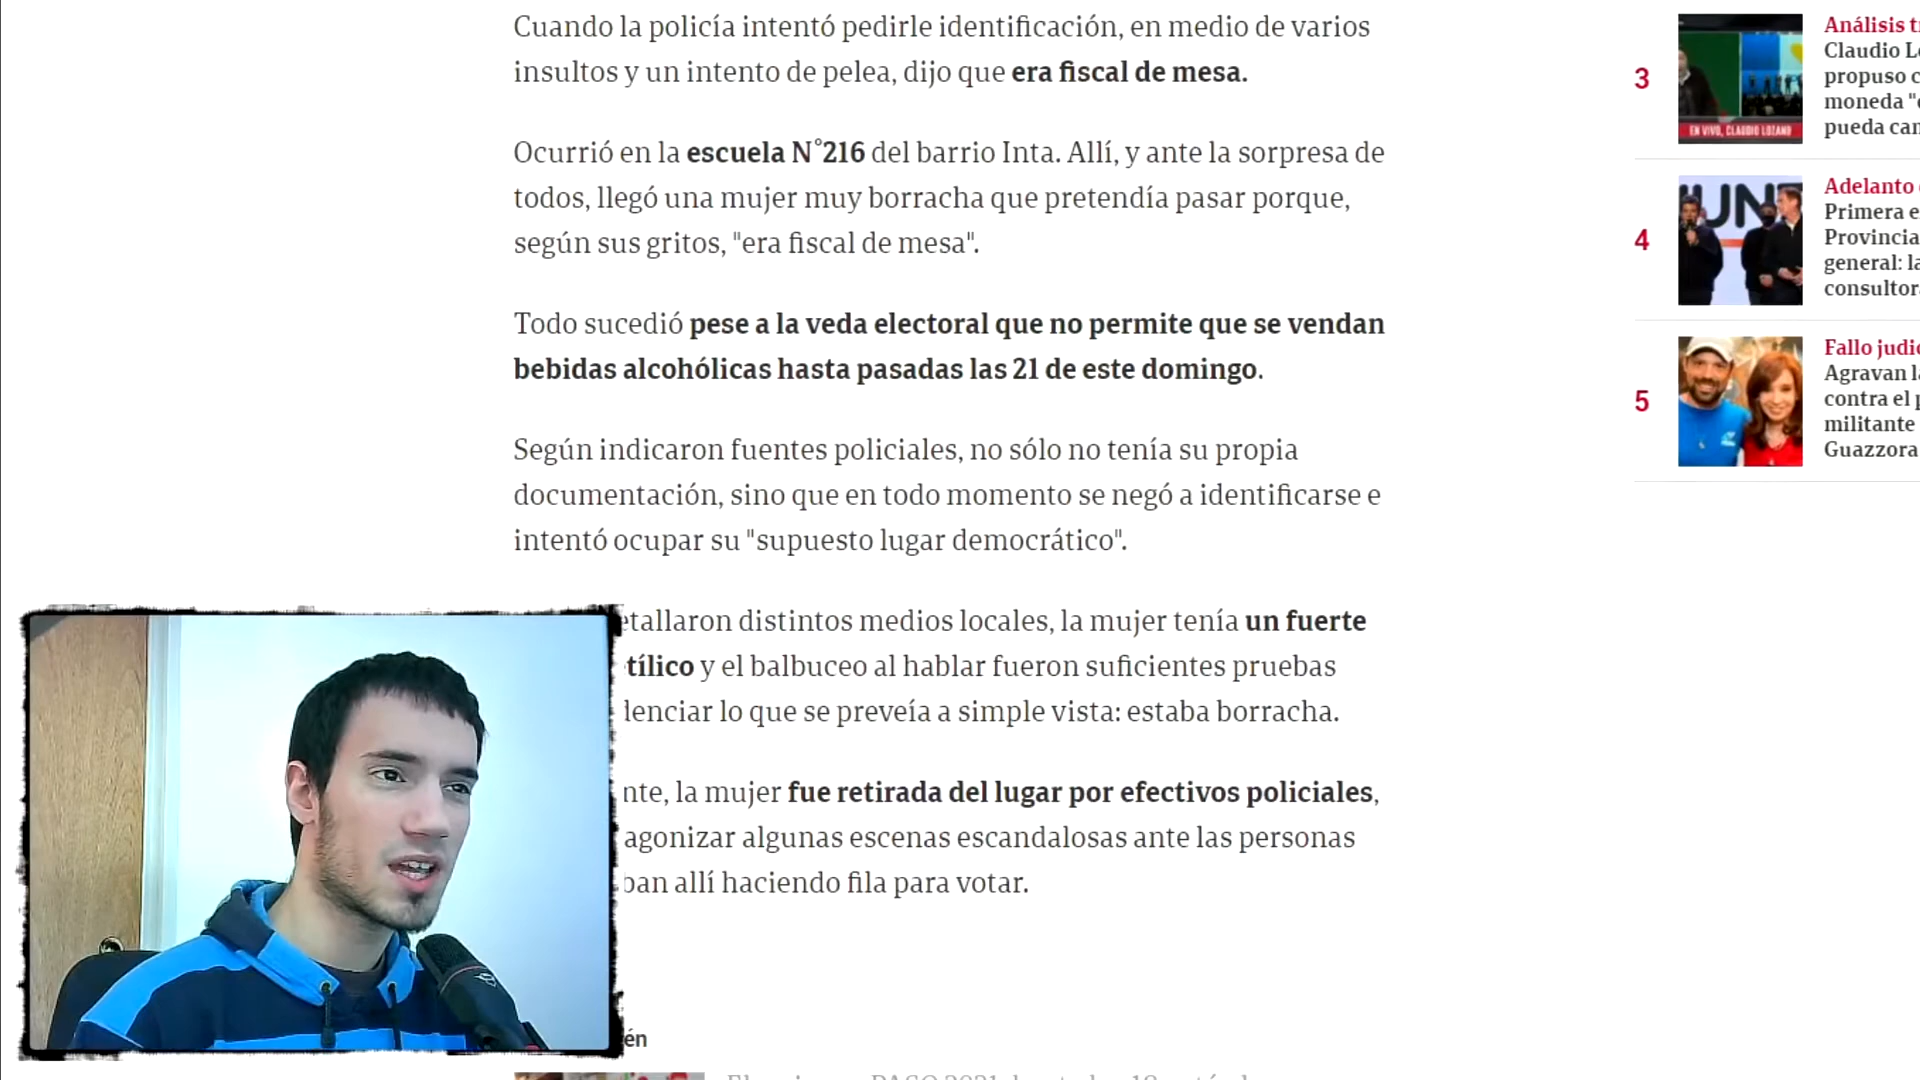 Cuando la policía intentó pedirle identificación, en medio de varios
insultos y un intento de pelea, dijo que era fiscal de mesa.
Ocurrió en la escuela N°216 del barrio Inta. Allí, y ante la sorpresa de
todos, llegó una mujer muy borracha que pretendía pasar porque,
según sus gritos, "era fiscal de mesa".
Todo sucedió pese a la veda electoral que no permite que se vendan
bebidas alcohólicas hasta pasadas las 21 de este domingo.
Según indicaron fuentes policiales, no sólo no tenía su propia
documentación, sino que en todo momento se negó a identificarse e
intentó ocupar su "supuesto lugar democrático".
etallaron distintos medios locales, la mujer tenía un fuerte
tílico y el balbuceo al hablar fueron suficientes pruebas
denciar lo que se preveía a simple vista: estaba borracha.
nte, la mujer fue retirada del lugar por efectivos policiales,
agonizar algunas escenas escandalosas ante las personas
ban allí haciendo fila para votar.
én
3
Análisis
Claudio
propuso
moneda
pueda
EN VIVO, CLAUDIO LOZANO
4
Adelanto
Primera
Provincia
general:
JUNT
5
Fallo
Agravan
contra el
militante
Guazzora